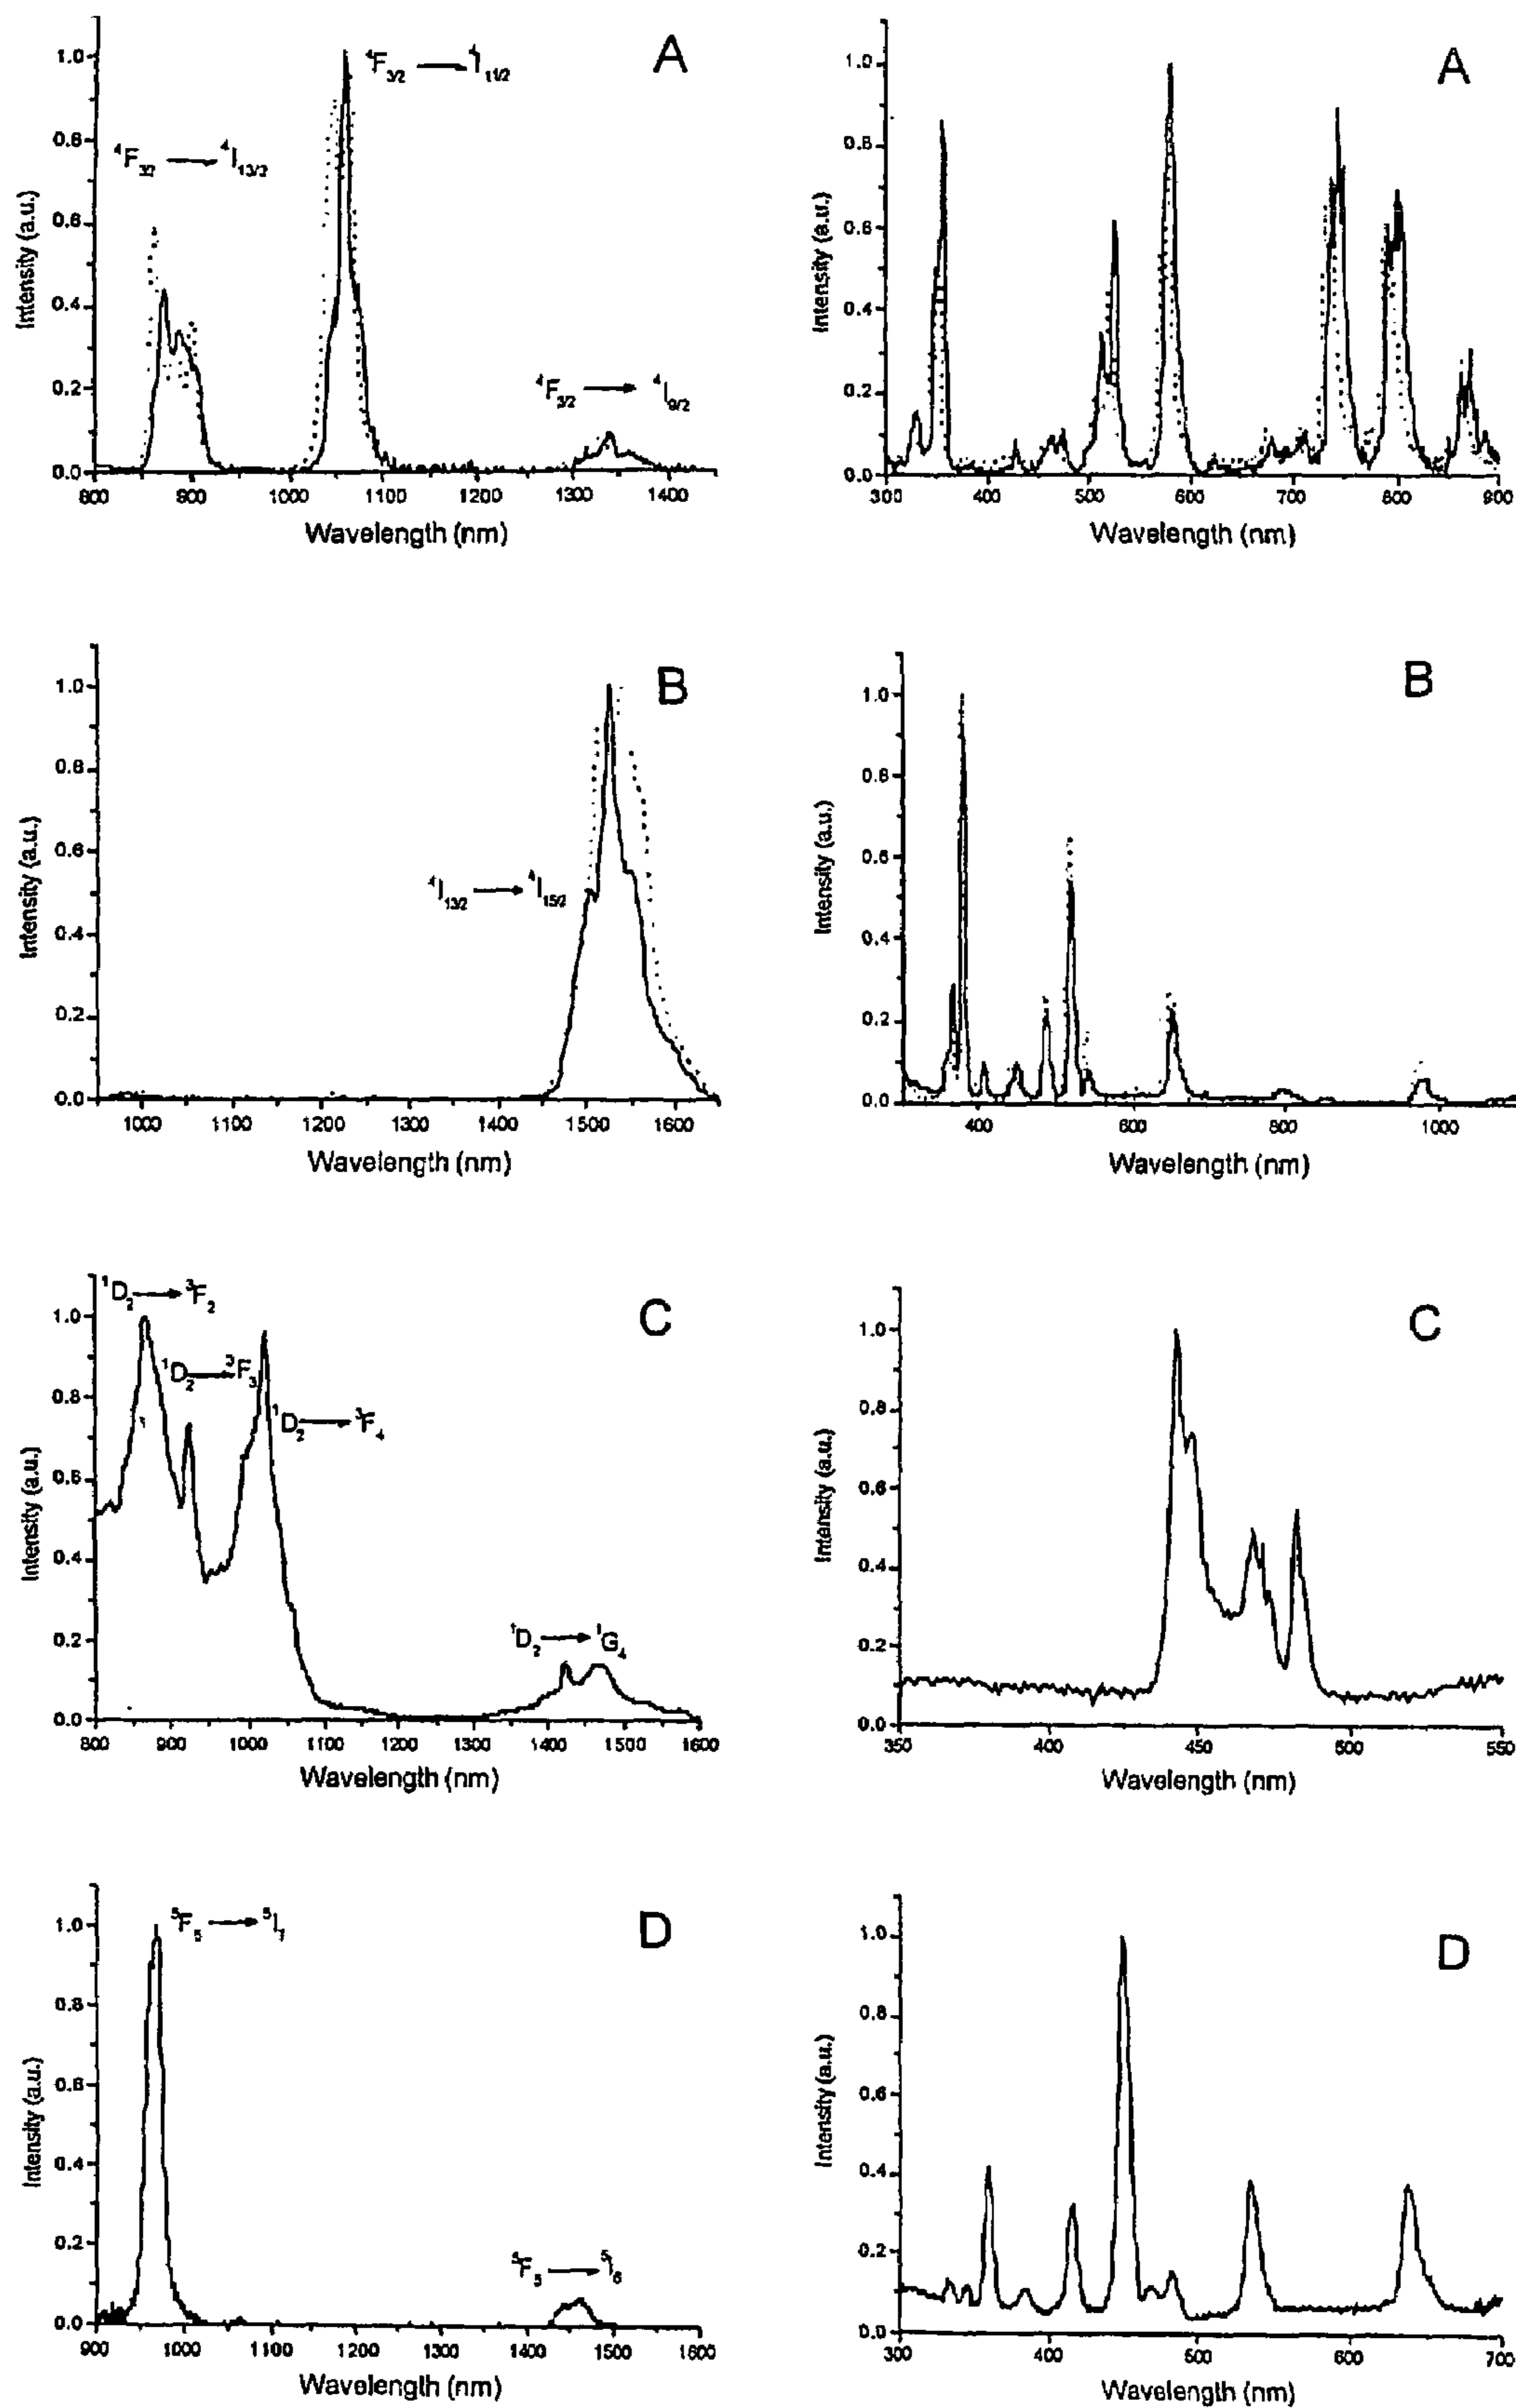 A
⁴F₃/₂ → ⁴I₁₁/₂
⁴F₃/₂ → ⁴I₁₃/₂
⁴F₃/₂ → ⁴I₉/₂
1.0
0.8
0.6
0.4
0.2
0.0
Intensity (a.u.)
800 900 1000 1100 1200 1300 1400
Wavelength (nm)
A
1.0
0.8
0.6
0.4
0.2
0.0
Intensity (a.u.)
300 400 500 600 700 800 900
Wavelength (nm)
B
⁴I₁₃/₂ → ⁴I₁₅/₂
1.0
0.8
0.6
0.4
0.2
0.0
Intensity (a.u.)
1000 1100 1200 1300 1400 1500 1600
Wavelength (nm)
B
1.0
0.8
0.6
0.4
0.2
0.0
Intensity (a.u.)
400 600 800 1000
Wavelength (nm)
C
¹D₂ → ³F₂
¹D₂ → ³F₃
¹D₂ → ³F₄
¹D₂ → ¹G₄
1.0
0.8
0.6
0.4
0.2
0.0
Intensity (a.u.)
800 900 1000 1100 1200 1300 1400 1500 1600
Wavelength (nm)
C
1.0
0.8
0.6
0.4
0.2
0.0
Intensity (a.u.)
350 400 450 500 550
Wavelength (nm)
D
⁵F₅ → ⁵I₇
⁵F₅ → ⁵I₆
1.0
0.8
0.6
0.4
0.2
0.0
Intensity (a.u.)
900 1000 1100 1200 1300 1400 1500 1600
Wavelength (nm)
D
1.0
0.8
0.6
0.4
0.2
0.0
Intensity (a.u.)
300 400 500 600 700
Wavelength (nm)